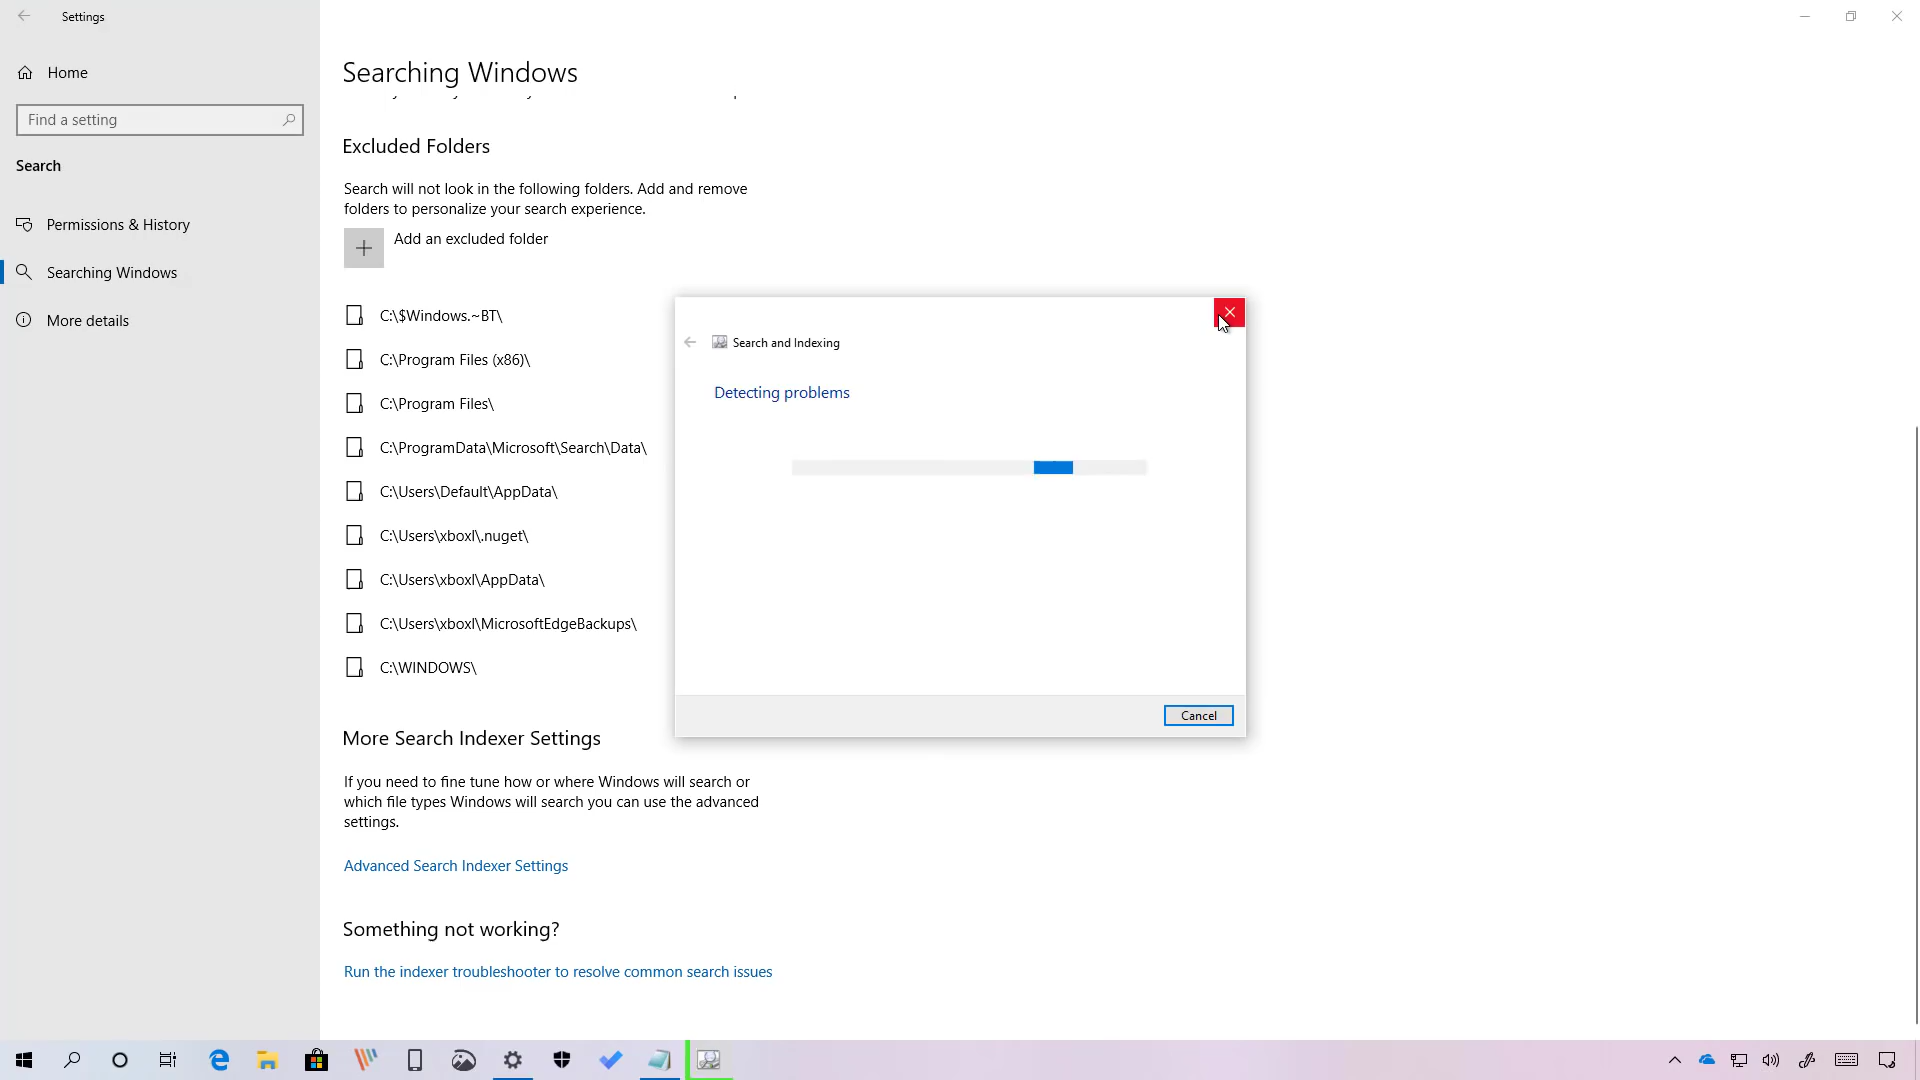 Settings
Home
Find a setting
Search
Permissions & History
Searching Windows
More details
Searching Windows
Excluded Folders
Search will not look in the following folders. Add and remove
folders to personalize your search experience.
Add an excluded folder
C:\$Windows.~BT\
C:\Program Files (x86)\
C:\Program Files\
C:\ProgramData\Microsoft\Search\Data\
C:\Users\Default\AppData\
C:\Users\xboxl\.nuget\
C:\Users\xboxl\AppData\
C:\Users\xboxl\MicrosoftEdgeBackups\
C:\WINDOWS\
More Search Indexer Settings
If you need to fine tune how or where Windows will search or
which file types Windows will search you can use the advanced
settings.
Advanced Search Indexer Settings
Something not working?
Run the indexer troubleshooter to resolve common search issues
Search and Indexing
Detecting problems
Cancel